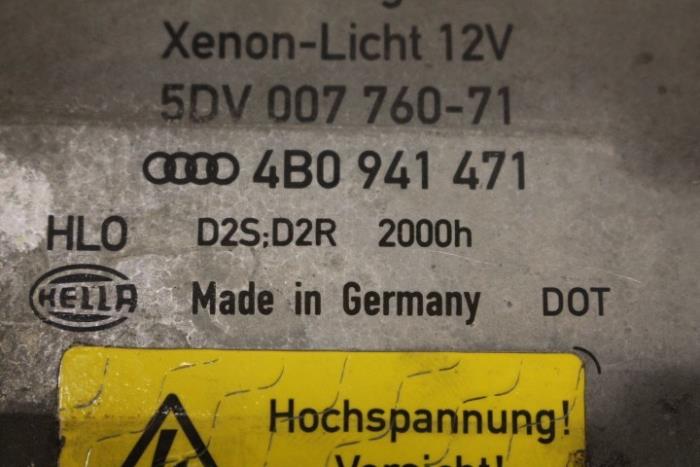 Xenon-Licht 12V
5DV 007 760-71
4B0 941 471
HLO D2S;D2R 2000h
HELLA Made in Germany DOT
Hochspannung!
Vorsicht!